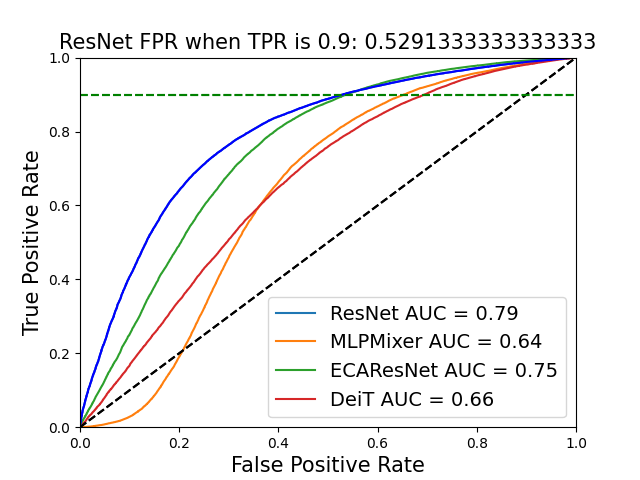 ResNet FPR when TPR is 0.9: 0.5291333333333333
True Positive Rate
1.0
0.8
0.6
0.4
0.2
0.0
ResNet AUC = 0.79
MLPMixer AUC = 0.64
ECAResNet AUC = 0.75
DeiT AUC = 0.66
0.0 0.2 0.4 0.6 0.8 1.0
False Positive Rate